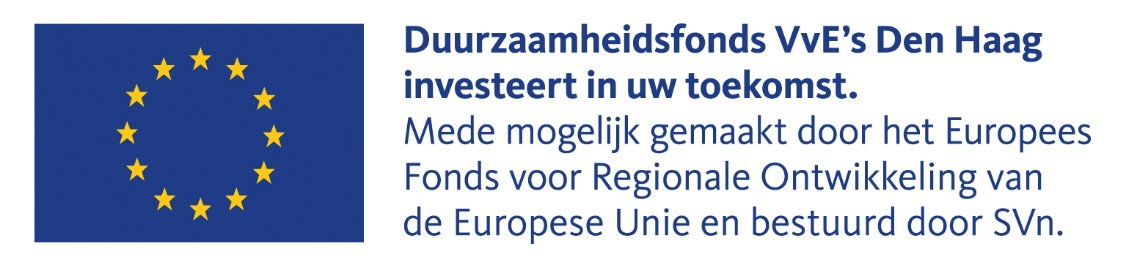 Duurzaamheidsfonds VvE’s Den Haag
investeert in uw toekomst.
Mede mogelijk gemaakt door het Europees
Fonds voor Regionale Ontwikkeling van
de Europese Unie en bestuurd door SVn.